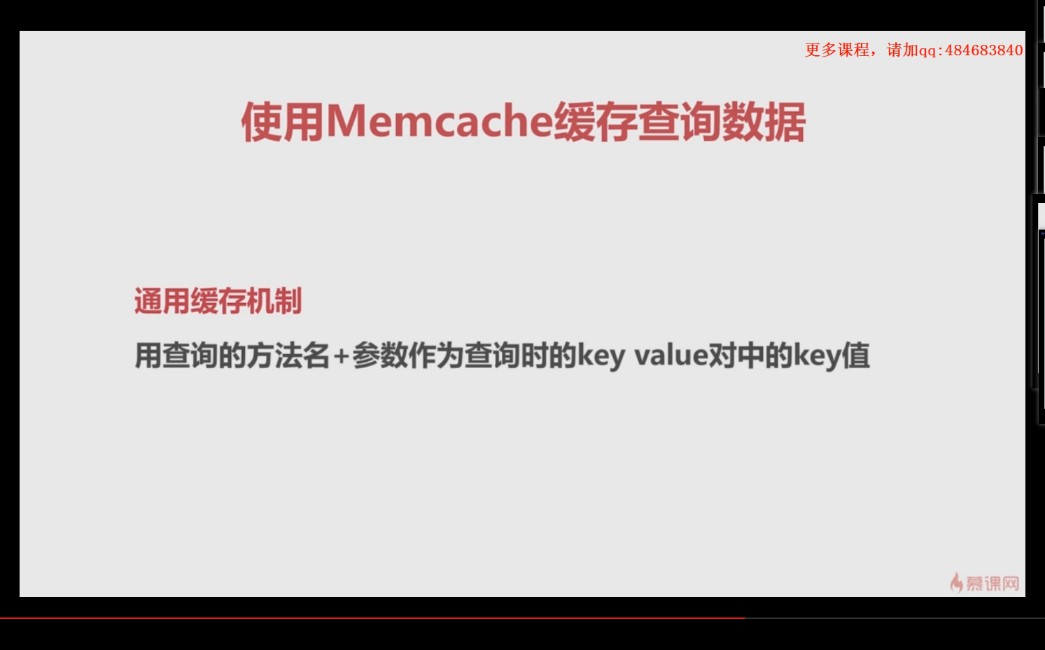 更多课程，请加qq:484683840
使用Memcache缓存查询数据
通用缓存机制
用查询的方法名+参数作为查询时的key value对中的key值
慕课网